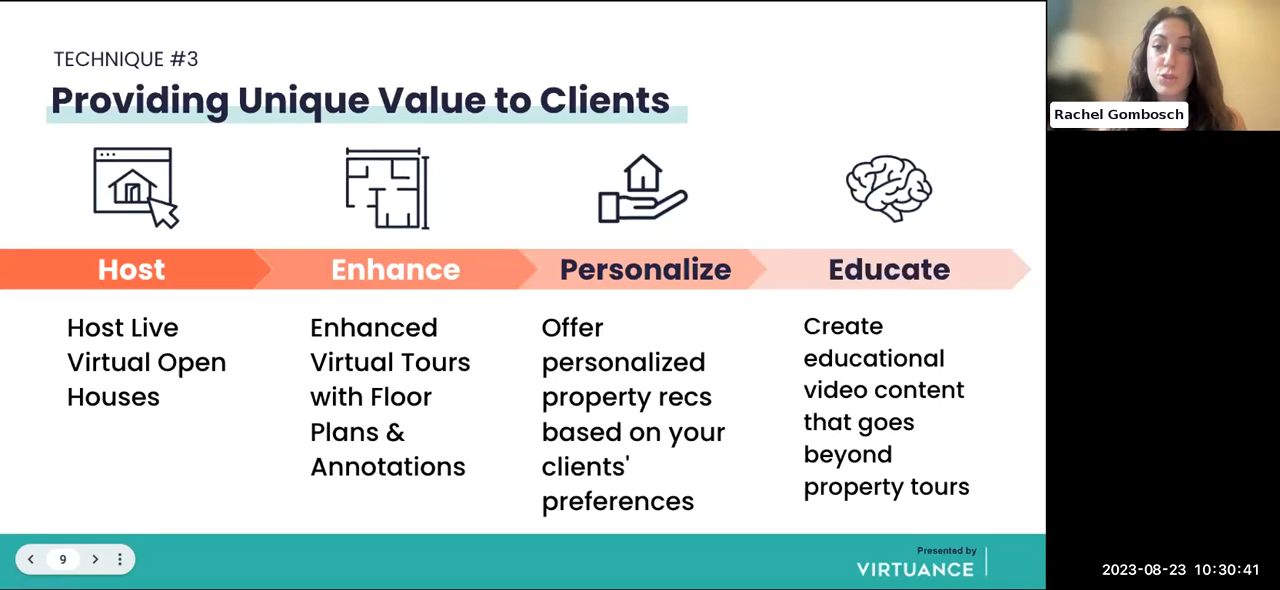 TECHNIQUE #3
Providing Unique Value to Clients
Host
Enhance
Personalize
Educate
Host Live
Virtual Open
Houses
Enhanced
Virtual Tours
with Floor
Plans &
Annotations
Offer
personalized
property recs
based on your
clients'
preferences
Create
educational
video content
that goes
beyond
property tours
9
Presented by
VIRTUANCE
Rachel Gombosch
2023-08-23 10:30:41